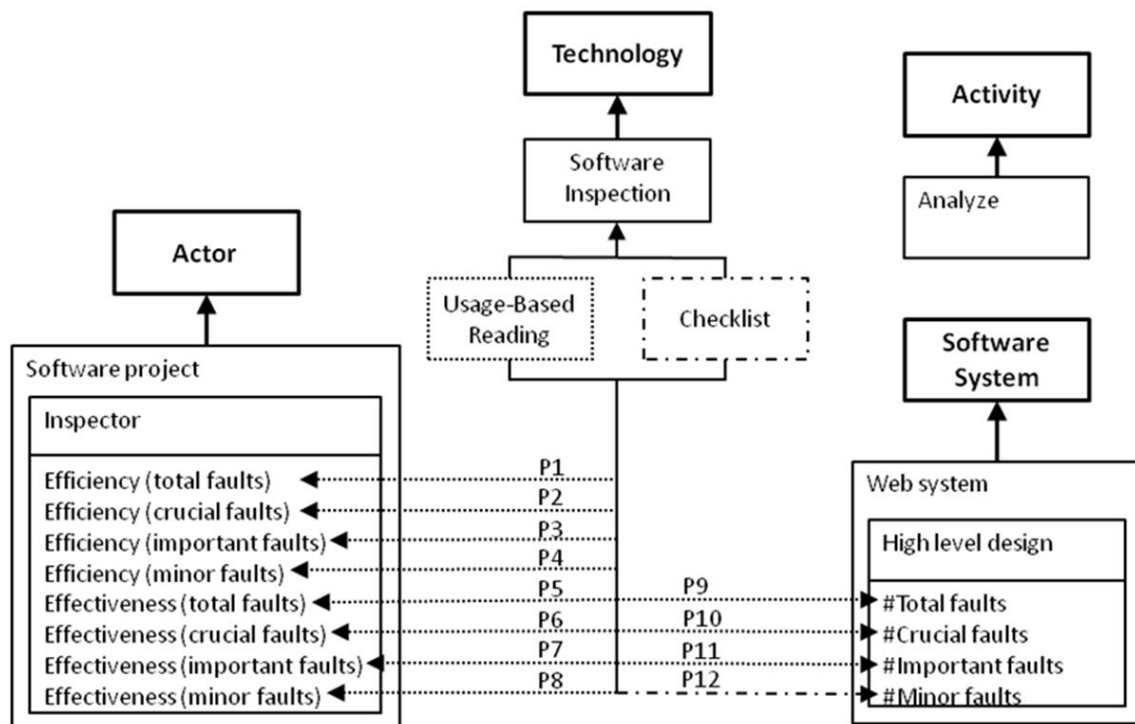 Technology
Activity
Software
Inspection
Analyze
Actor
Usage-Based
Reading
Checklist
Software
System
Software project
Inspector
Efficiency (total faults)
Efficiency (crucial faults)
Efficiency (important faults)
Efficiency (minor faults)
Effectiveness (total faults)
Effectiveness (crucial faults)
Effectiveness (important faults)
Effectiveness (minor faults)
P1
P2
P3
P4
P5
P6
P7
P8
P9
P10
P11
P12
Web system
High level design
#Total faults
#Crucial faults
#Important faults
#Minor faults